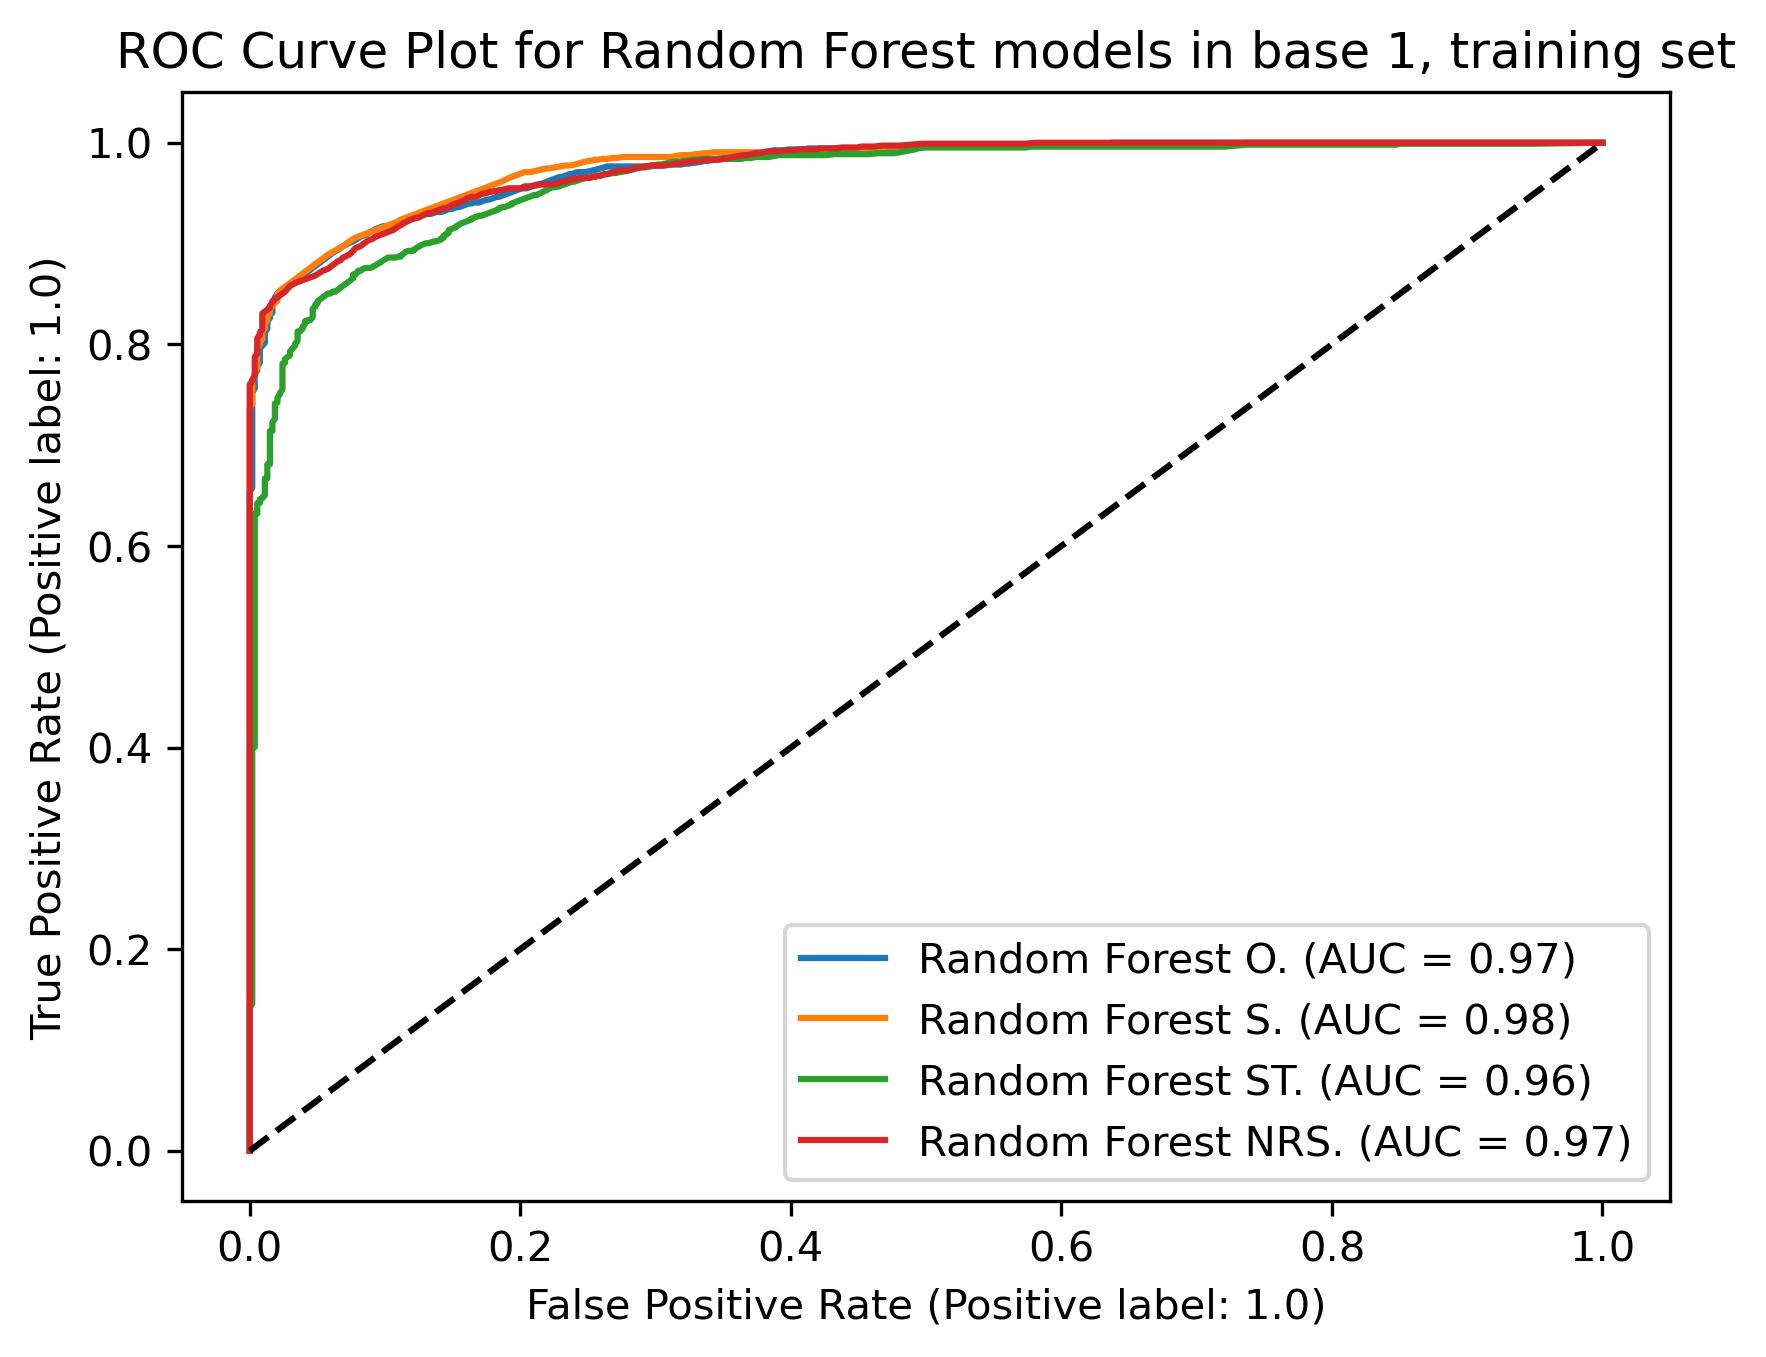 ROC Curve Plot for Random Forest models in base 1, training set
True Positive Rate (Positive label: 1.0)
1.0
0.8
0.6
0.4
0.2
0.0
Random Forest O. (AUC = 0.97)
Random Forest S. (AUC = 0.98)
Random Forest ST. (AUC = 0.96)
Random Forest NRS. (AUC = 0.97)
0.0 0.2 0.4 0.6 0.8 1.0
False Positive Rate (Positive label: 1.0)